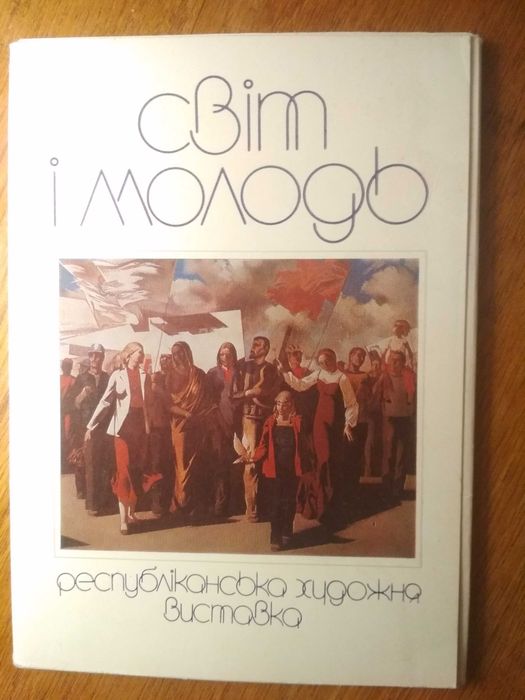 світ
і молодь
республіканська художня
виставка